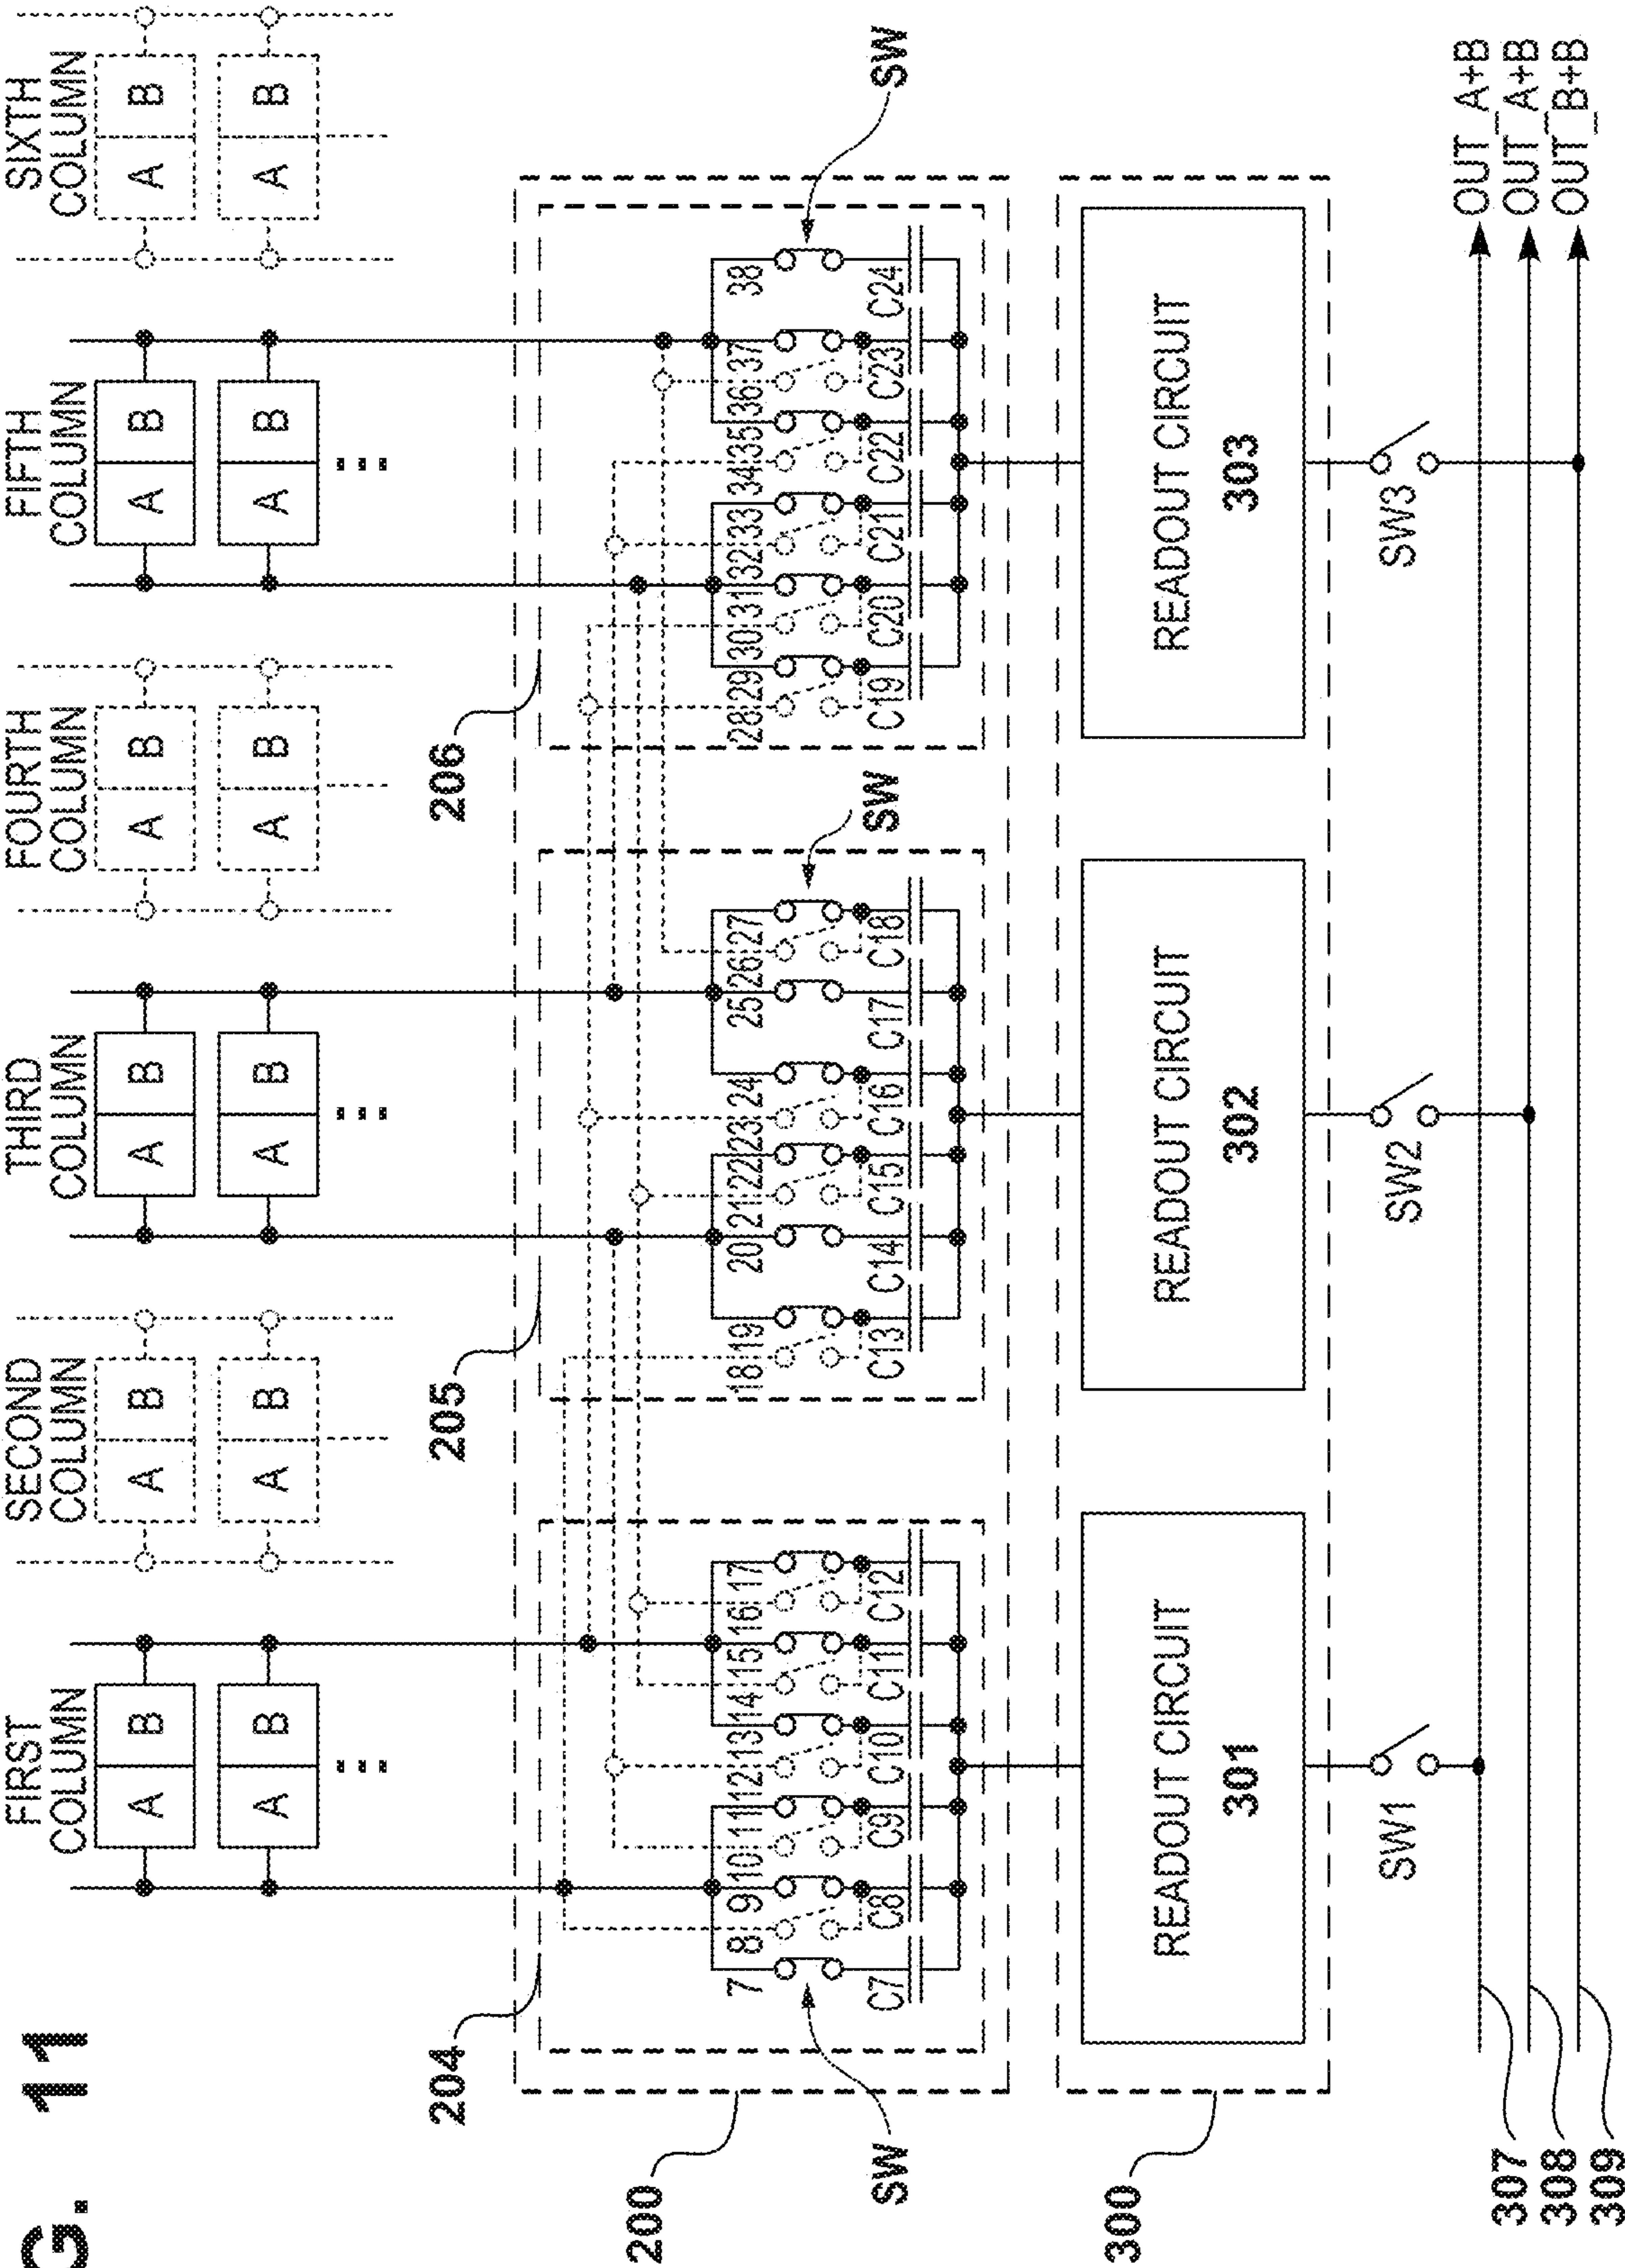 G. 11
FIRST COLUMN
SECOND COLUMN
THIRD COLUMN
FOURTH COLUMN
FIFTH COLUMN
SIXTH COLUMN
A B
A B
A B
A B
A B
A B
A B
A B
A B
A B
A B
A B
204
205
206
200
7
8
9
10
11
12
13
14
15
16
17
18
19
20
21
22
23
24
25
26
27
28
29
30
31
32
33
34
35
36
37
38
SW
SW
SW
C7
C8
C9
C10
C11
C12
C13
C14
C15
C16
C17
C18
C19
C20
C21
C22
C23
C24
300
READOUT CIRCUIT
301
READOUT CIRCUIT
302
READOUT CIRCUIT
303
SW1
SW2
SW3
307
308
309
OUT_A+B
OUT_A+B
OUT_B+B